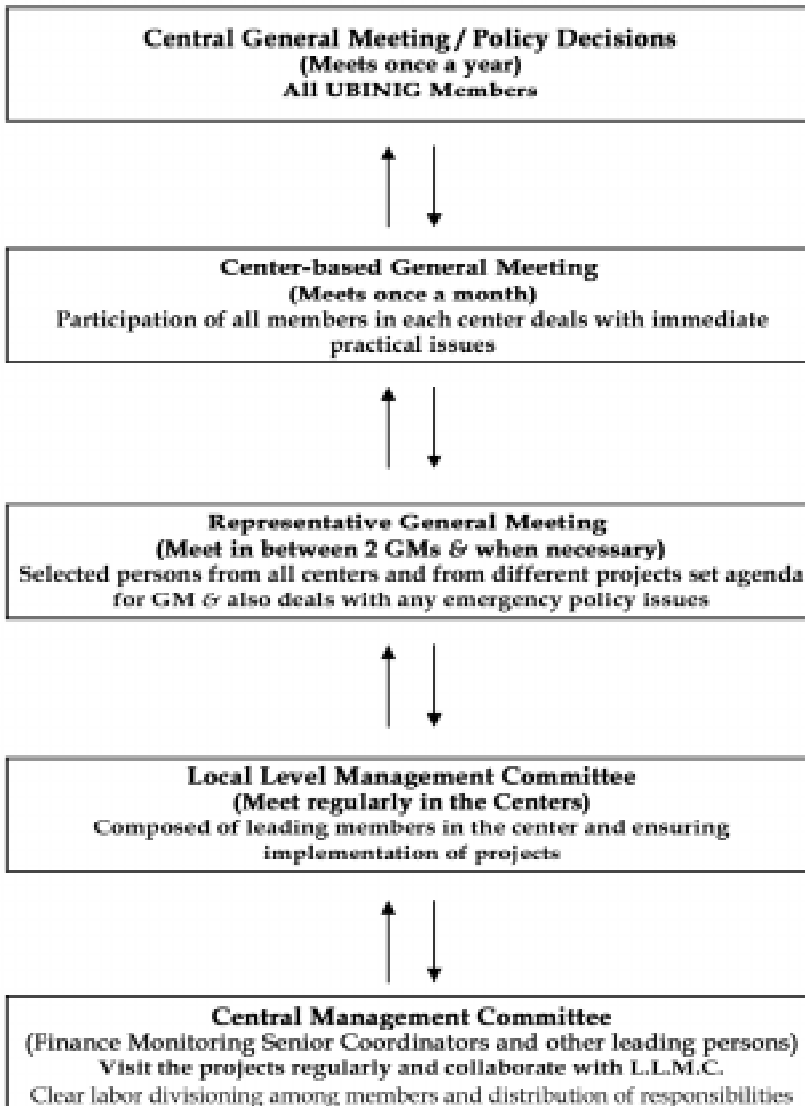 Central General Meeting / Policy Decisions
(Meets once a year)
All UBINIG Members
Center-based General Meeting
(Meets once a month)
Participation of all members in each center deals with immediate
practical issues
Representative General Meeting
(Meet in between 2 GMs & when necessary)
Selected persons from all centers and from different projects set agenda
for GM & also deals with any emergency policy issues
Local Level Management Committee
(Meet regularly in the Centers)
Composed of leading members in the center and ensuring
implementation of projects
Central Management Committee
(Finance Monitoring Senior Coordinators and other leading persons)
Visit the projects regularly and collaborate with L.L.M.C.
Clear labor divisioning among members and distribution of responsibilities